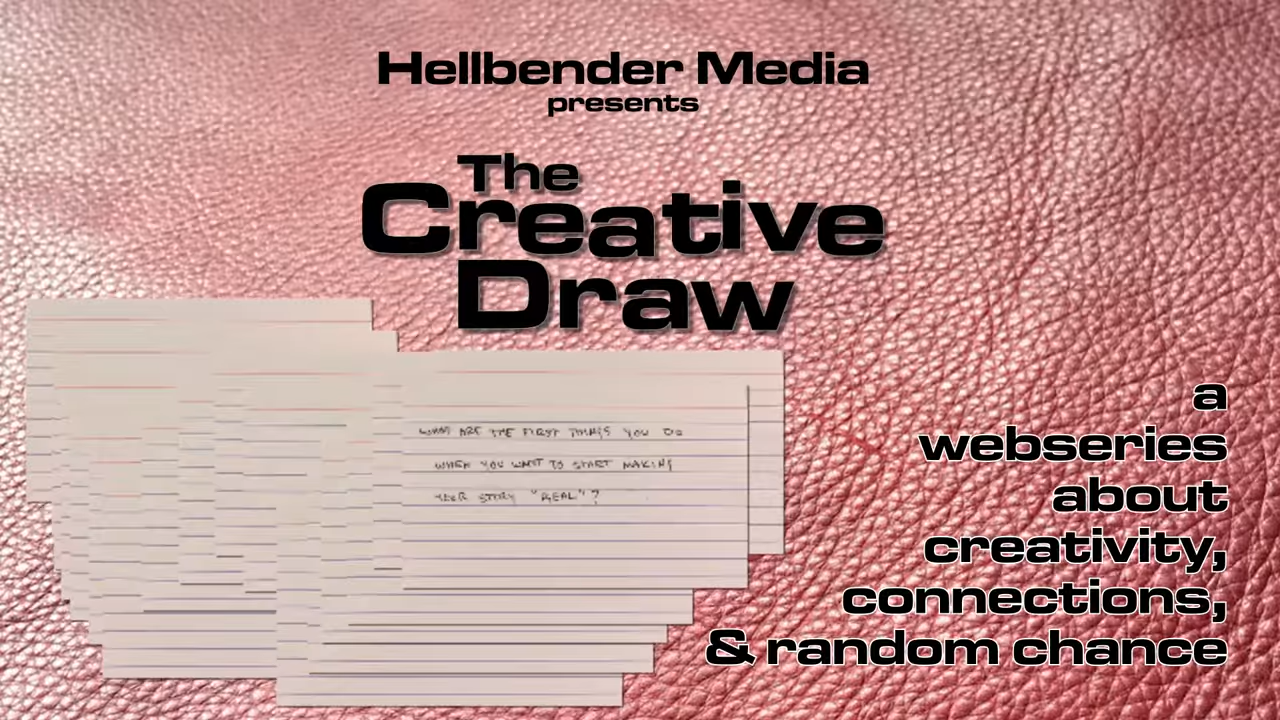 Hellbender Media
presents
The
Creative
Draw
WHAT ARE THE FIRST THINGS YOU DO
WHEN YOU WANT TO START MAKING
YOUR STORY "REAL"?
a
webseries
about
creativity,
connections,
& random chance